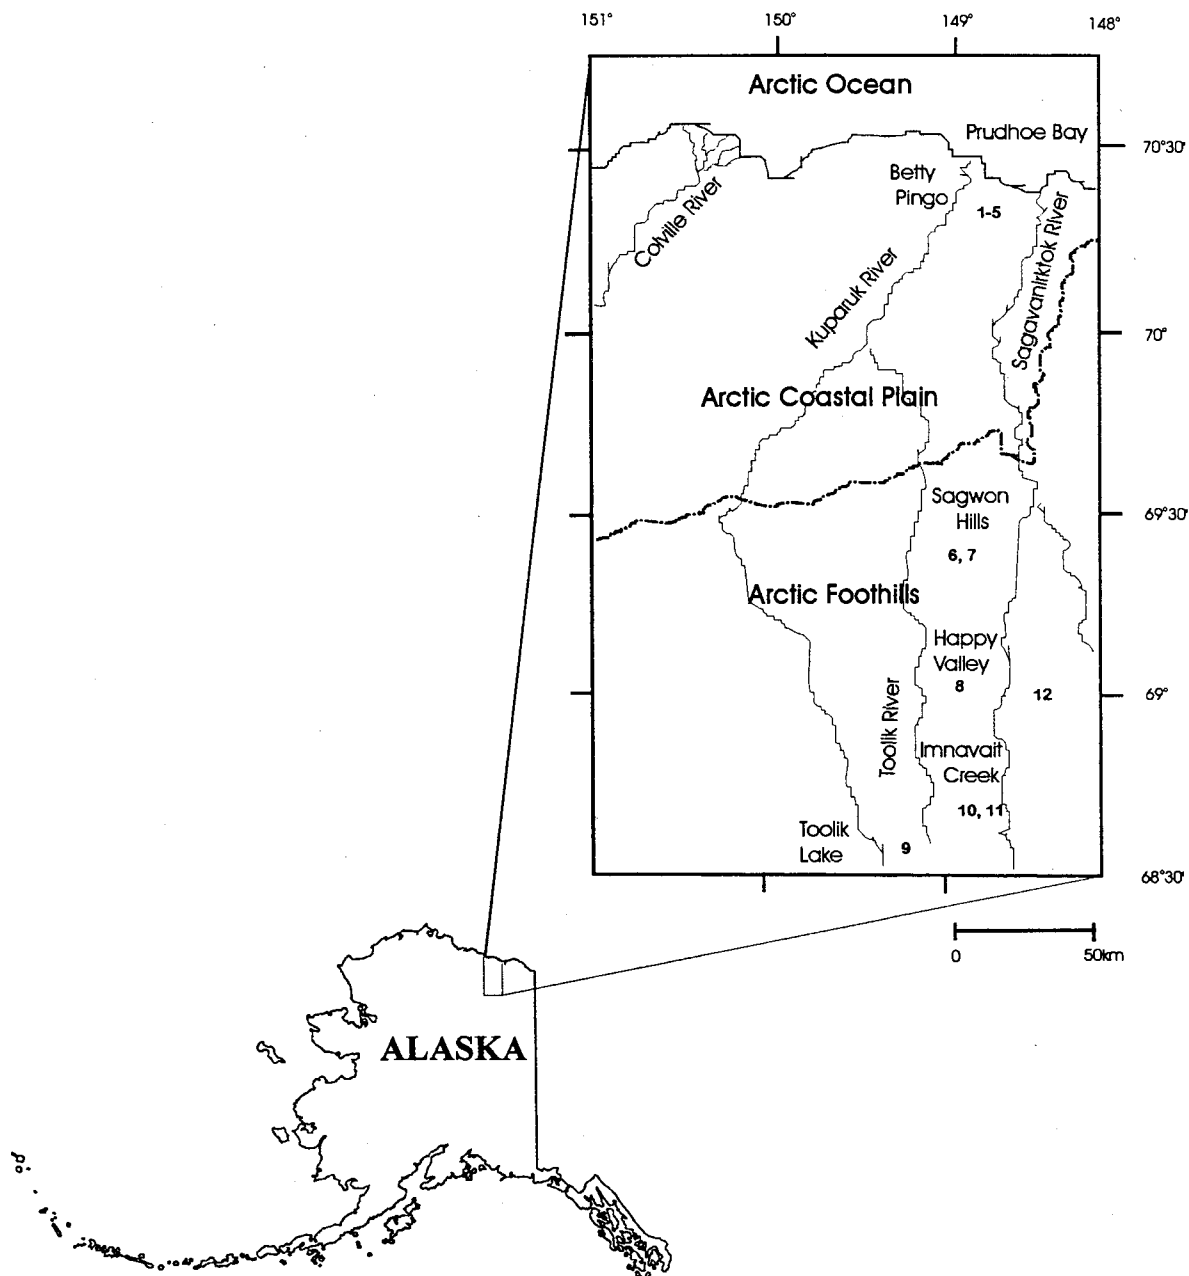 151° 150° 149° 148°
Arctic Ocean
Prudhoe Bay
70°30'
Betty
Pingo
1-5
Colville River
Kuparuk River
Sagavanirktok River
70°
Arctic Coastal Plain
Sagwon
Hills
69°30'
6, 7
Arctic Foothills
Happy
Valley
8
12
69°
Toolik River
Imnavait
Creek
10, 11
Toolik
Lake
9
68°30'
0 50km
ALASKA